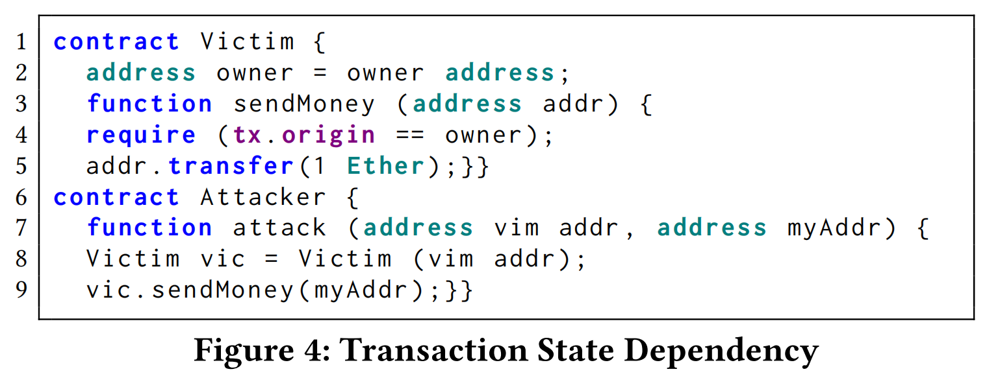 1 contract Victim {
2 address owner = owner address;
3 function sendMoney (address addr) {
4 require (tx.origin == owner);
5 addr.transfer(1 Ether);}}
6 contract Attacker {
7 function attack (address vim addr, address myAddr) {
8 Victim vic = Victim (vim addr);
9 vic.sendMoney(myAddr);}}
Figure 4: Transaction State Dependency